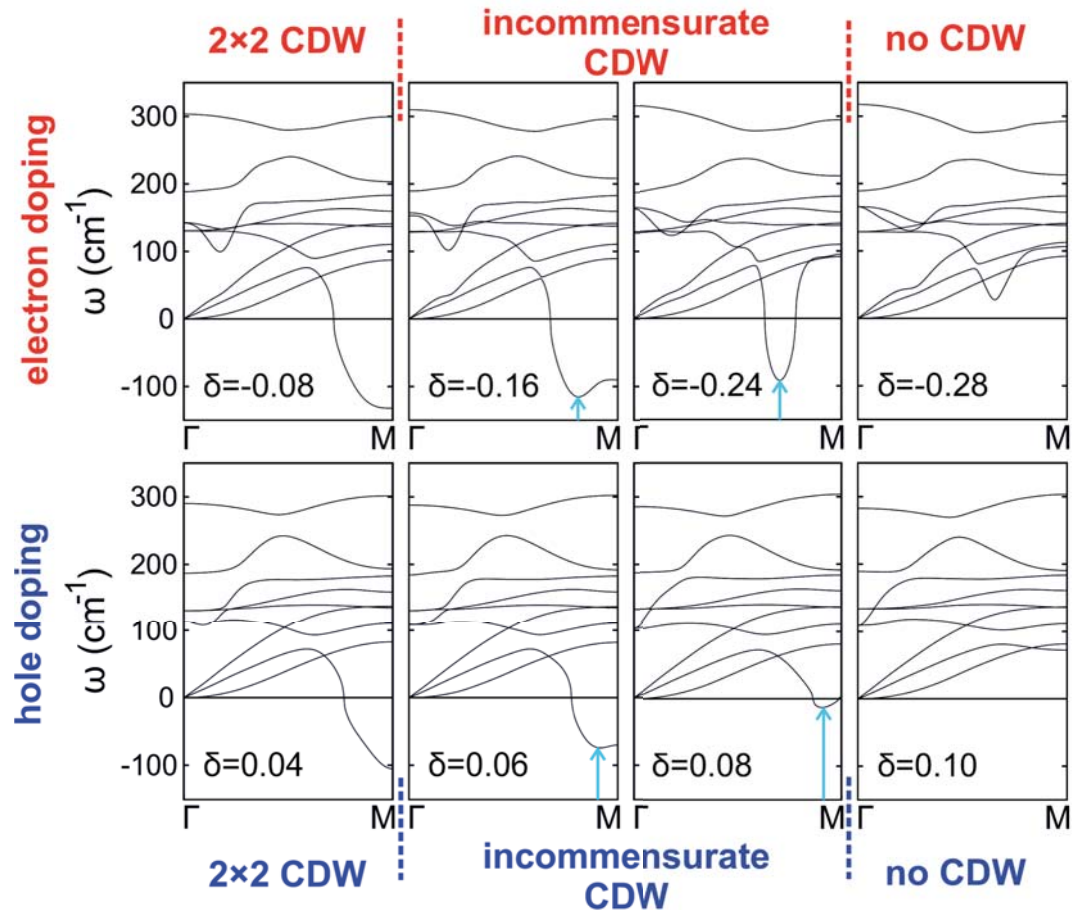 2×2 CDW
incommensurate
CDW
no CDW
electron doping
ω (cm⁻¹)
300
200
100
0
-100
δ=-0.08
δ=-0.16
δ=-0.24
δ=-0.28
Γ
M
Γ
M
Γ
M
Γ
M
hole doping
ω (cm⁻¹)
300
200
100
0
-100
δ=0.04
δ=0.06
δ=0.08
δ=0.10
Γ
M
Γ
M
Γ
M
Γ
M
2×2 CDW
incommensurate
CDW
no CDW